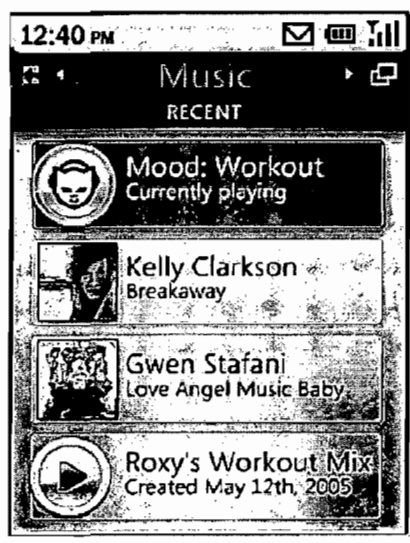 12:40 PM
Music
RECENT
Mood: Workout
Currently playing
Kelly Clarkson
Breakaway
Gwen Stafani
Love Angel Music Baby
Roxy's Workout Mix
Created May 12th, 2005